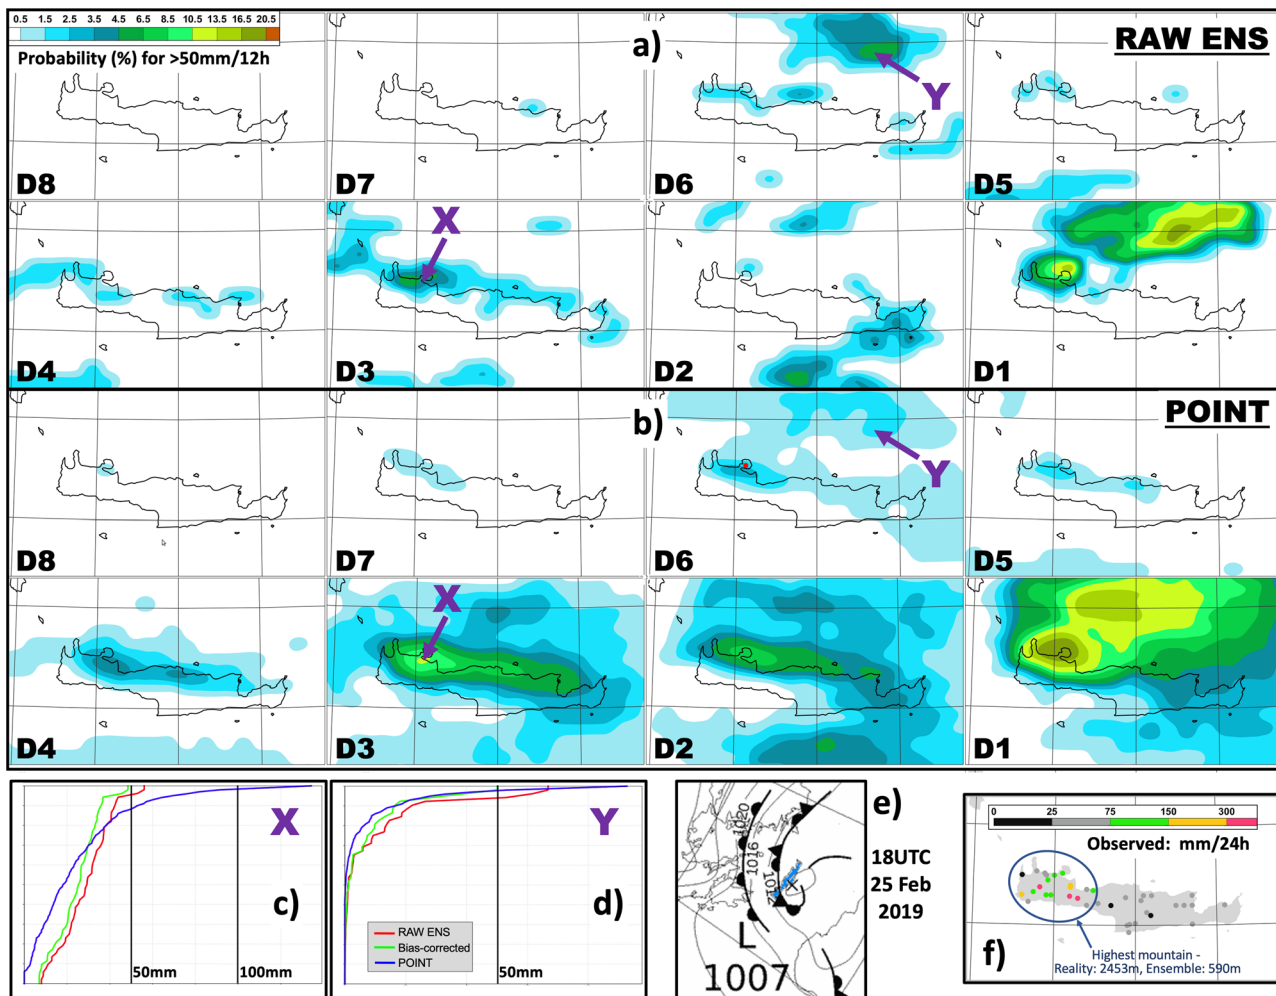 0.5 1.5 2.5 4.5 6.5 8.5 10.5 13.5 16.5 20.5
Probability (%) for >50mm/12h
a)
RAW ENS
Y
D8
D7
D6
D5
X
D4
D3
D2
D1
b)
POINT
Y
D8
D7
D6
D5
X
D4
D3
D2
D1
X
c)
50mm
100mm
Y
d)
RAW ENS
Bias-corrected
POINT
50mm
1020
1016
1012
L
1007
e)
18UTC
25 Feb
2019
0 25 75 150 300
Observed: mm/24h
f)
Highest mountain -
Reality: 2453m, Ensemble: 590m